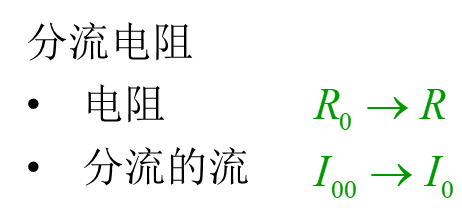 分流电阻
• 电阻 R₀ → R
• 分流的流 I₀₀ → I₀